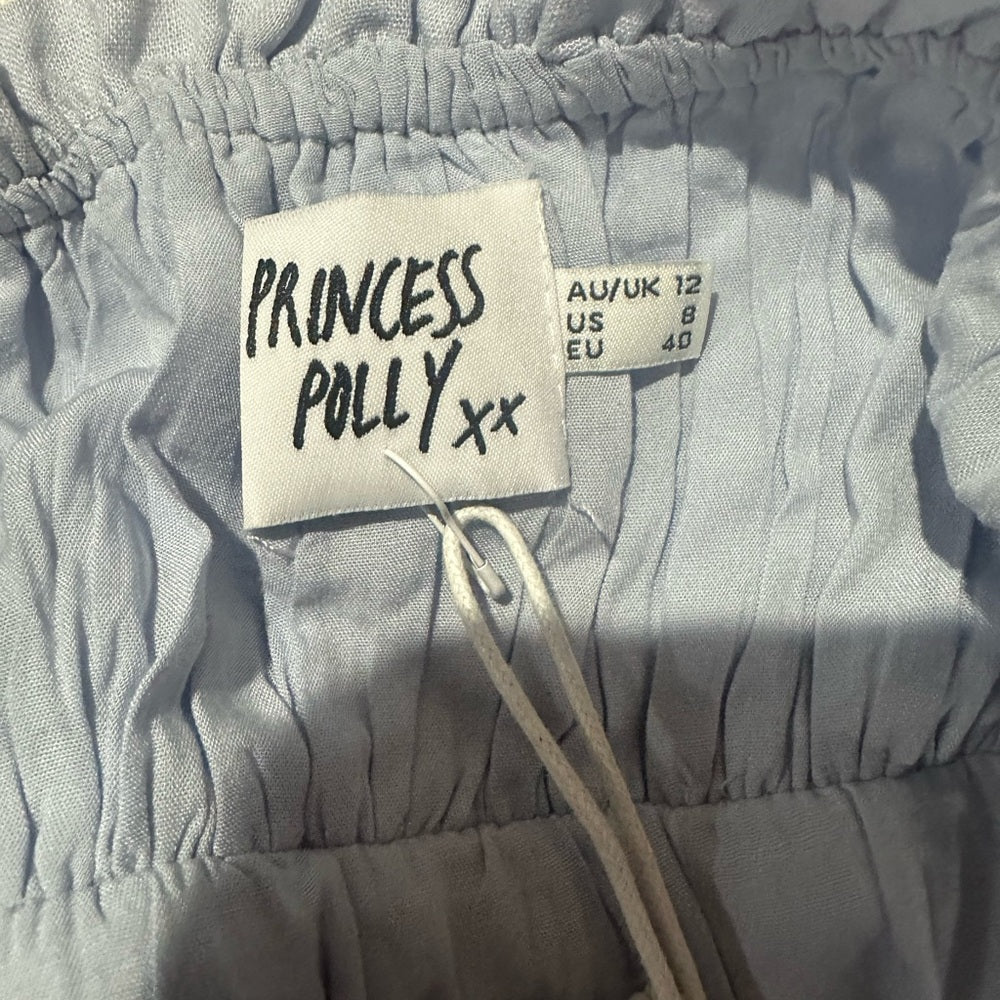 PRINCESS
POLLY xx
AU/UK 12
US 8
EU 40